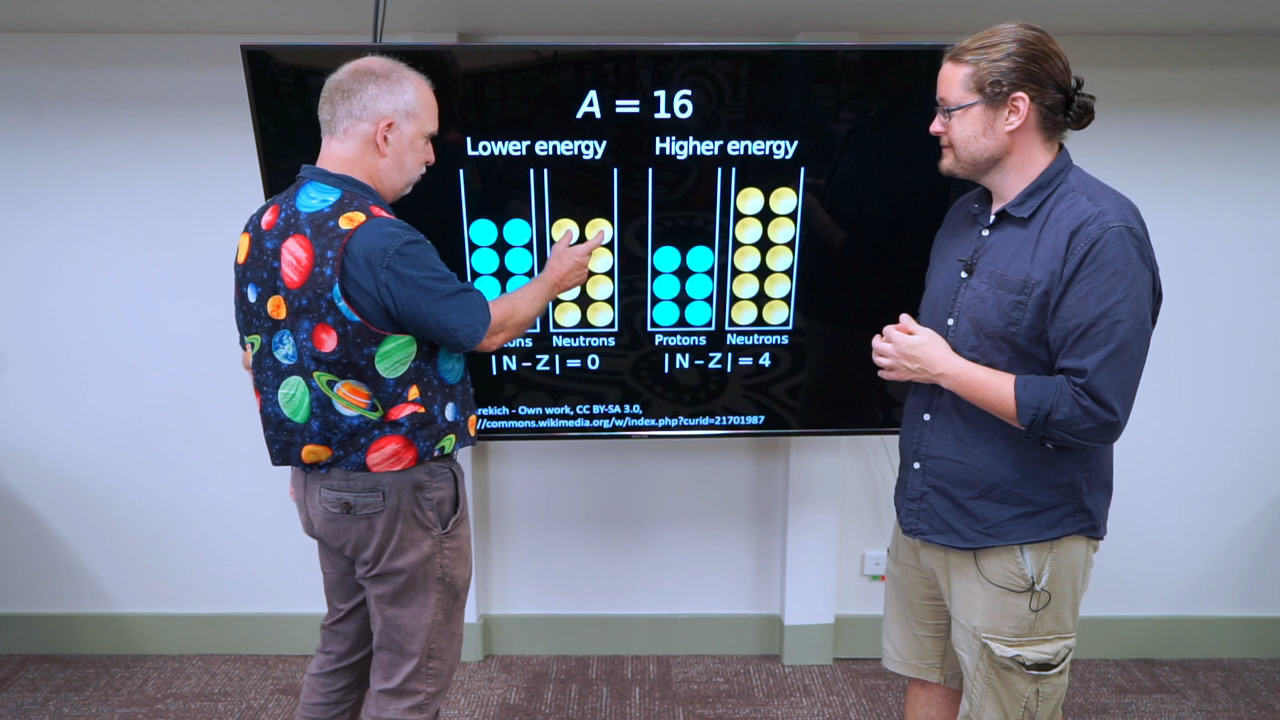 A = 16
Lower energy
Higher energy
Neutrons
Protons
Neutrons
| N – Z | = 0
| N – Z | = 4
- Own work, CC BY-SA 3.0,
//commons.wikimedia.org/w/index.php?curid=21701987